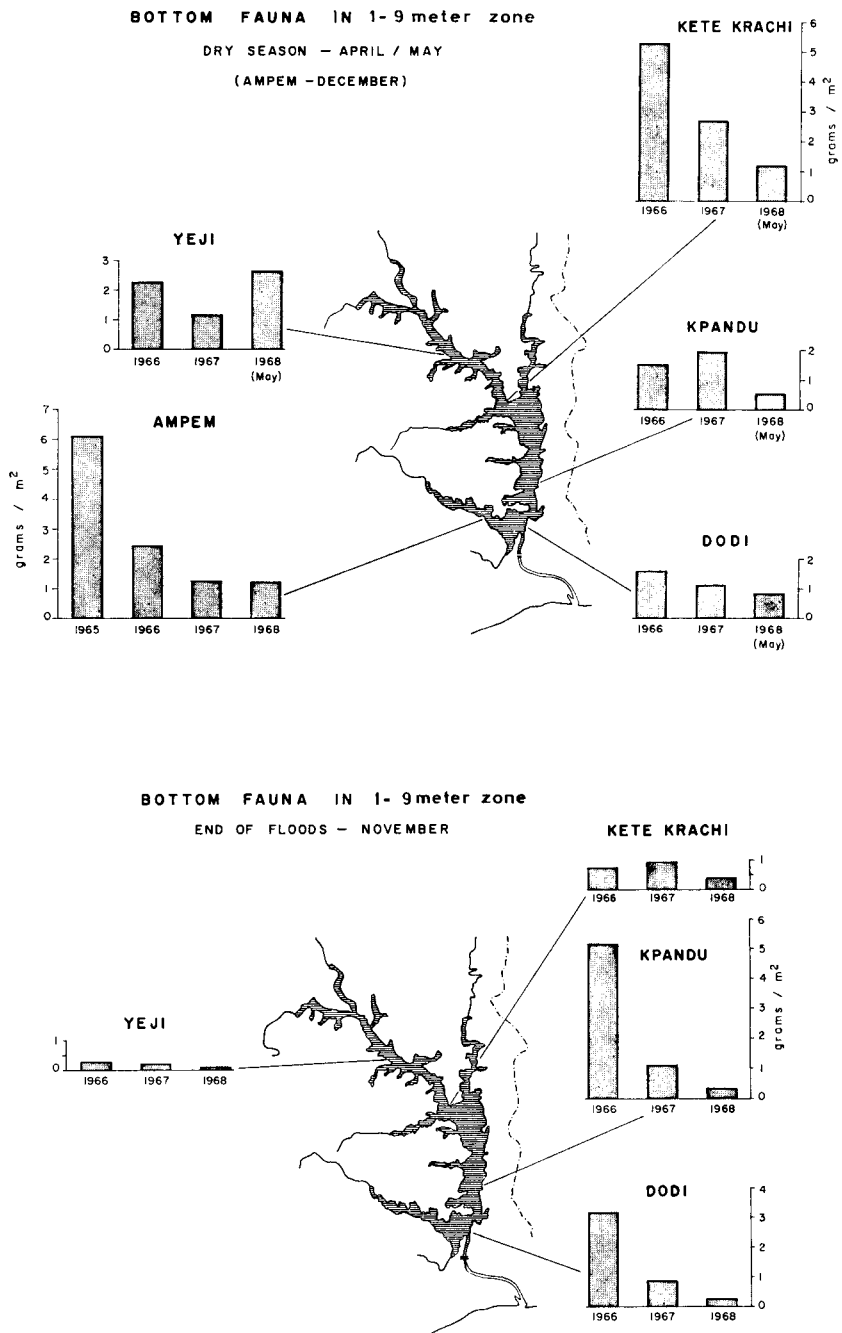 BOTTOM FAUNA IN 1-9 meter zone
DRY SEASON – APRIL / MAY
(AMPEM – DECEMBER)
KETE KRACHI
6
5
4
3
2
1
0
grams / m²
1966 1967 1968
(May)
YEJI
3
2
1
0
1966 1967 1968
(May)
KPANDU
2
1
0
1966 1967 1968
(May)
AMPEM
7
6
5
4
3
2
1
0
grams / m²
1965 1966 1967 1968
DODI
2
1
0
1966 1967 1968
(May)
BOTTOM FAUNA IN 1-9 meter zone
END OF FLOODS – NOVEMBER
KETE KRACHI
1
0
1966 1967 1968
KPANDU
6
5
4
3
2
1
0
grams / m²
1966 1967 1968
YEJI
1
0
1966 1967 1968
DODI
4
3
2
1
0
1966 1967 1968